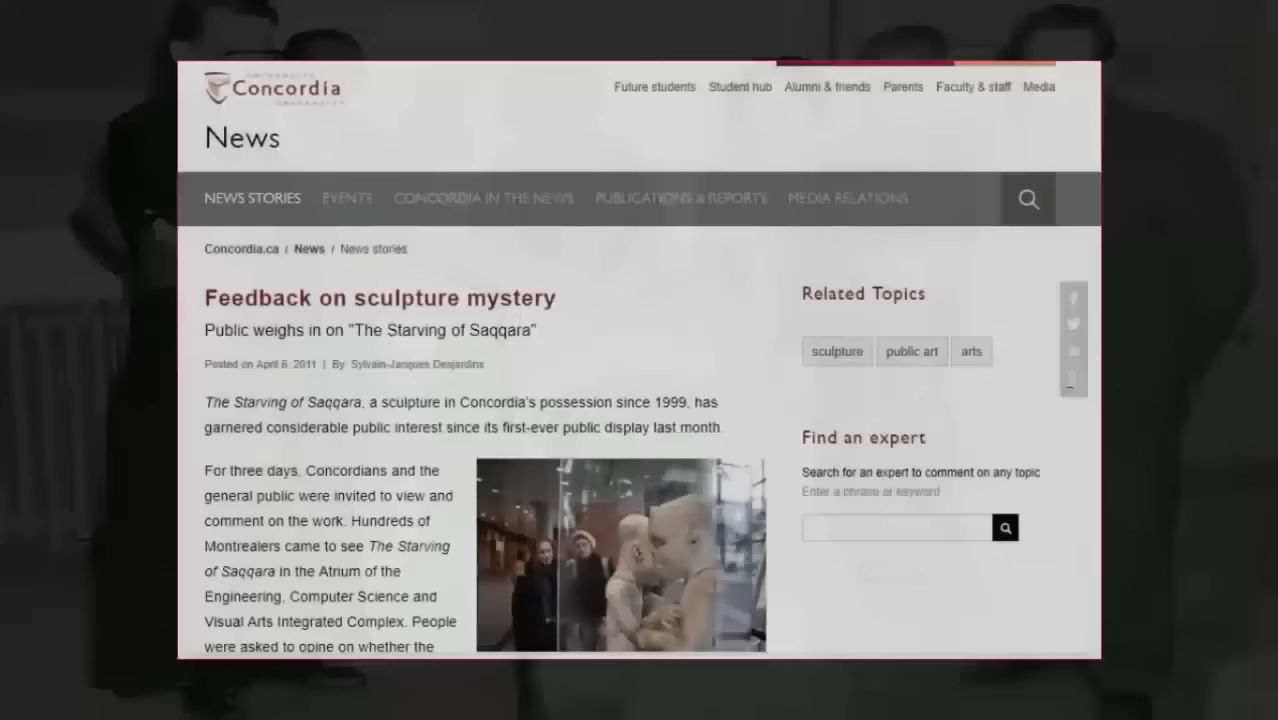 Concordia
Future students Student hub Alumni & friends Parents Faculty & staff Media
News
NEWS STORIES EVENTS CONCORDIA IN THE NEWS PUBLICATIONS & REPORTS MEDIA RELATIONS
Concordia.ca / News / News stories
Feedback on sculpture mystery
Public weighs in on "The Starving of Saqqara"
Posted on April 6, 2011 | By Sylvain-Jacques Desjardins
The Starving of Saqqara, a sculpture in Concordia's possession since 1999, has
garnered considerable public interest since its first-ever public display last month.
For three days, Concordians and the
general public were invited to view and
comment on the work. Hundreds of
Montrealers came to see The Starving
of Saqqara in the Atrium of the
Engineering, Computer Science and
Visual Arts Integrated Complex. People
were asked to opine on whether the
Related Topics
sculpture public art arts
Find an expert
Search for an expert to comment on any topic
Enter a phrase or keyword